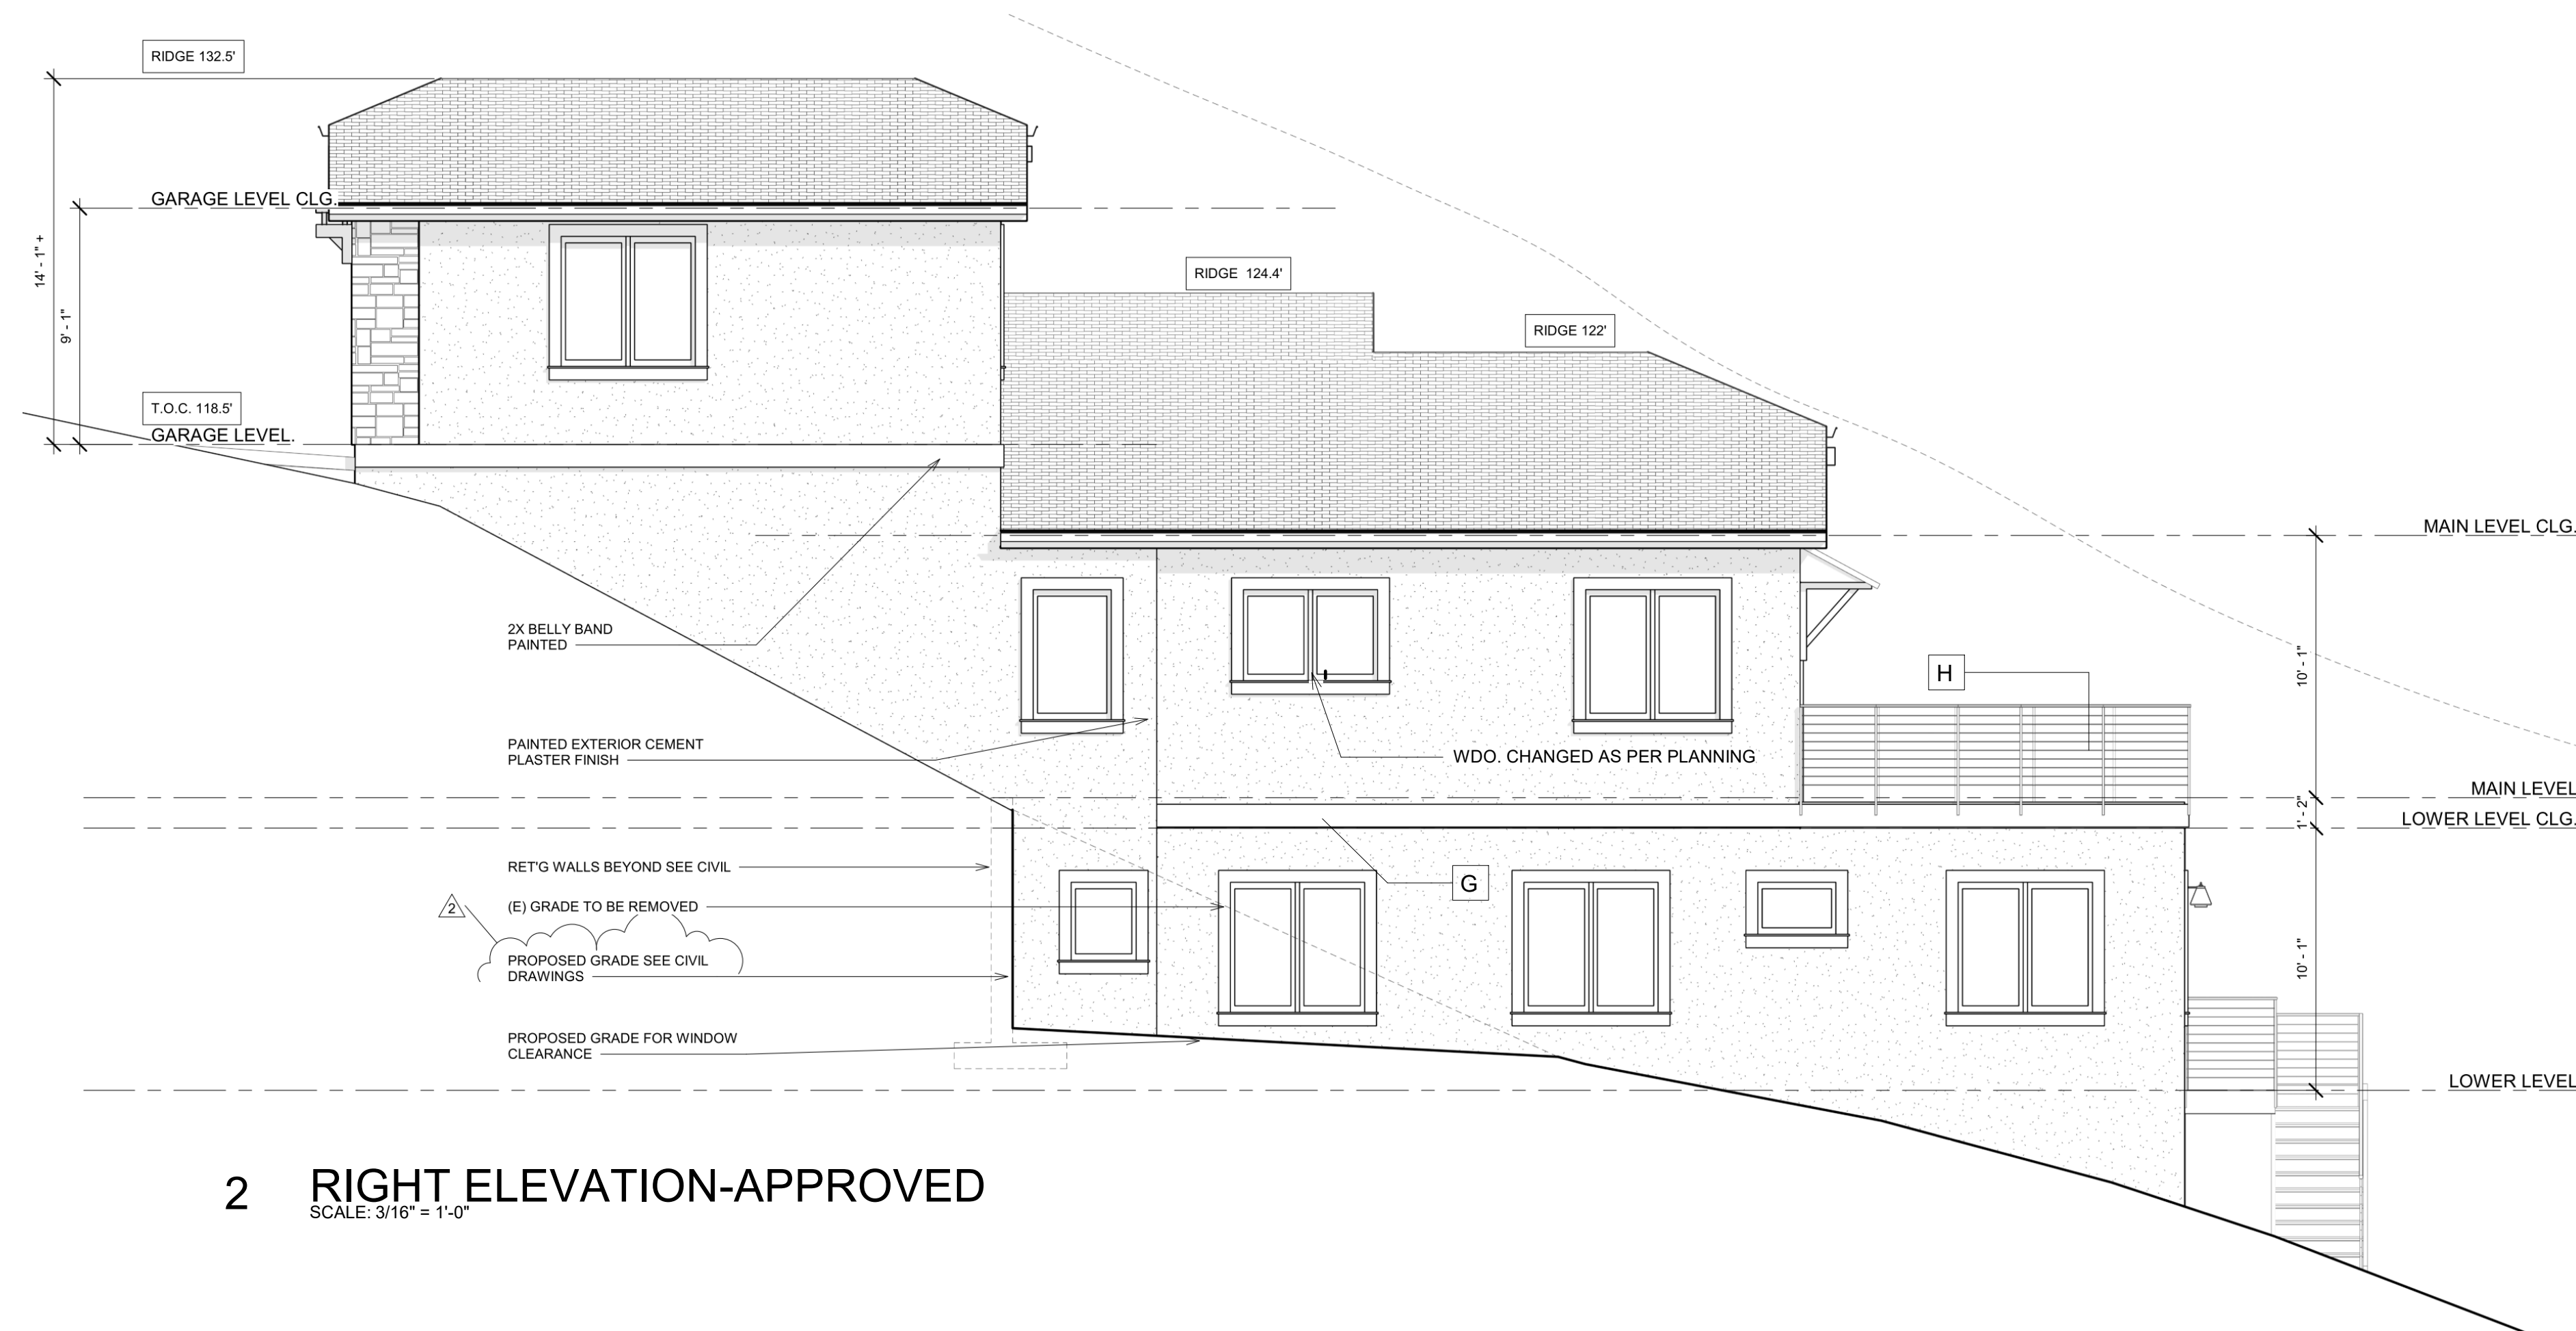 RIDGE 132.5'
GARAGE LEVEL CLG.
14' - 1" +
9' - 1"
RIDGE  124.4'
RIDGE 122'
T.O.C. 118.5'
GARAGE LEVEL.
MAIN LEVEL CLG.
2X BELLY BAND
PAINTED
10' - 1"
H
PAINTED EXTERIOR CEMENT
PLASTER FINISH
WDO. CHANGED AS PER PLANNING
MAIN LEVEL
1' - 2"
LOWER LEVEL CLG.
RET'G WALLS BEYOND SEE CIVIL
G
2
(E) GRADE TO BE REMOVED
PROPOSED GRADE SEE CIVIL
DRAWINGS
10' - 1"
PROPOSED GRADE FOR WINDOW
CLEARANCE
LOWER LEVEL
2
RIGHT ELEVATION-APPROVED
SCALE: 3/16" = 1'-0"